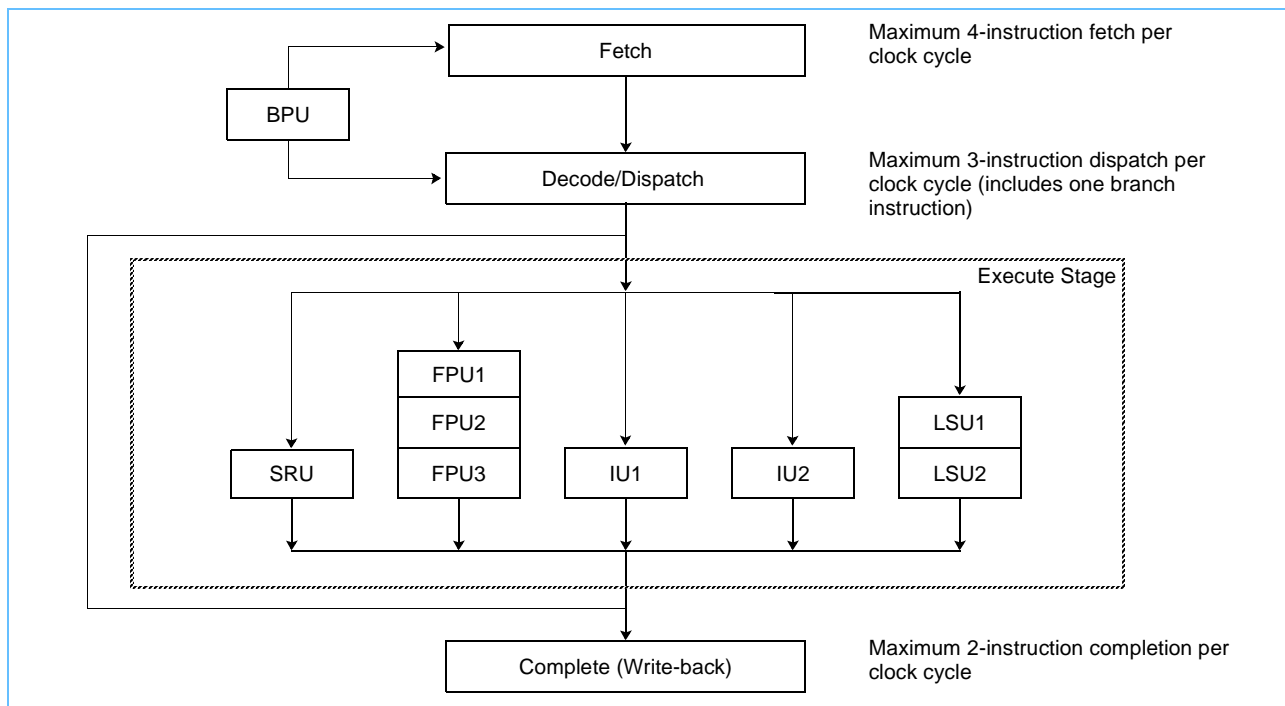 Maximum 4-instruction fetch per
clock cycle
Fetch
BPU
Maximum 3-instruction dispatch per
clock cycle (includes one branch
instruction)
Decode/Dispatch
Execute Stage
FPU1
FPU2
LSU1
SRU
FPU3
IU1
IU2
LSU2
Maximum 2-instruction completion per
clock cycle
Complete (Write-back)